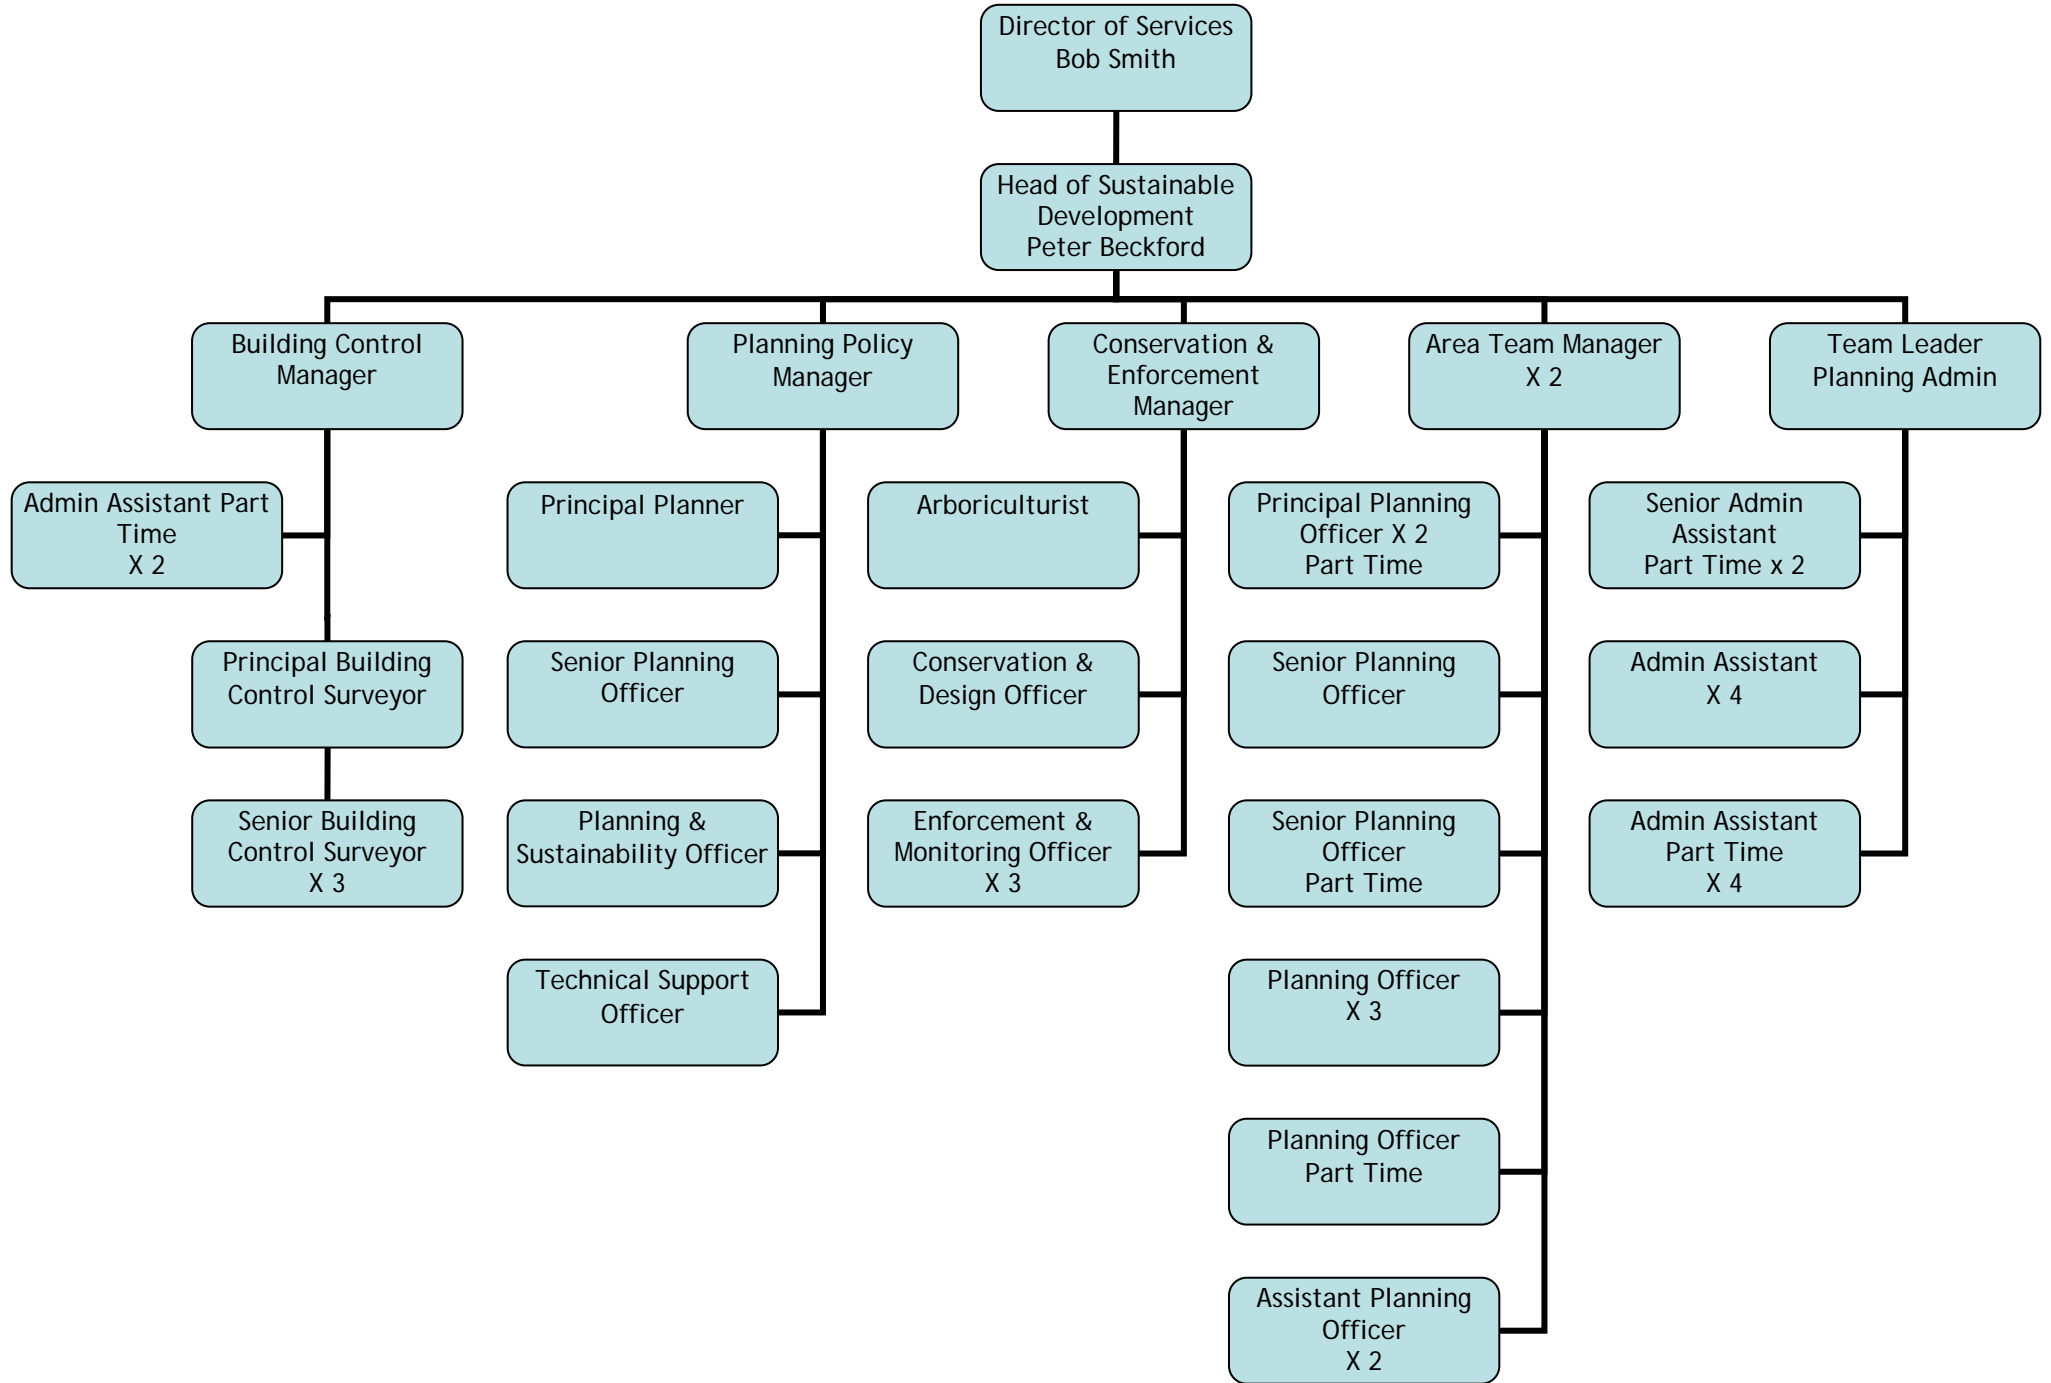 Director of Services
Bob Smith
Head of Sustainable
Development
Peter Beckford
Building Control
Manager
Planning Policy
Manager
Conservation &
Enforcement
Manager
Area Team Manager
X 2
Team Leader
Planning Admin
Admin Assistant Part
Time
X 2
Principal Planner
Arboriculturist
Principal Planning
Officer X 2
Part Time
Senior Admin
Assistant
Part Time x 2
Principal Building
Control Surveyor
Senior Planning
Officer
Conservation &
Design Officer
Senior Planning
Officer
Admin Assistant
X 4
Senior Building
Control Surveyor
X 3
Planning &
Sustainability Officer
Enforcement &
Monitoring Officer
X 3
Senior Planning
Officer
Part Time
Admin Assistant
Part Time
X 4
Technical Support
Officer
Planning Officer
X 3
Planning Officer
Part Time
Assistant Planning
Officer
X 2